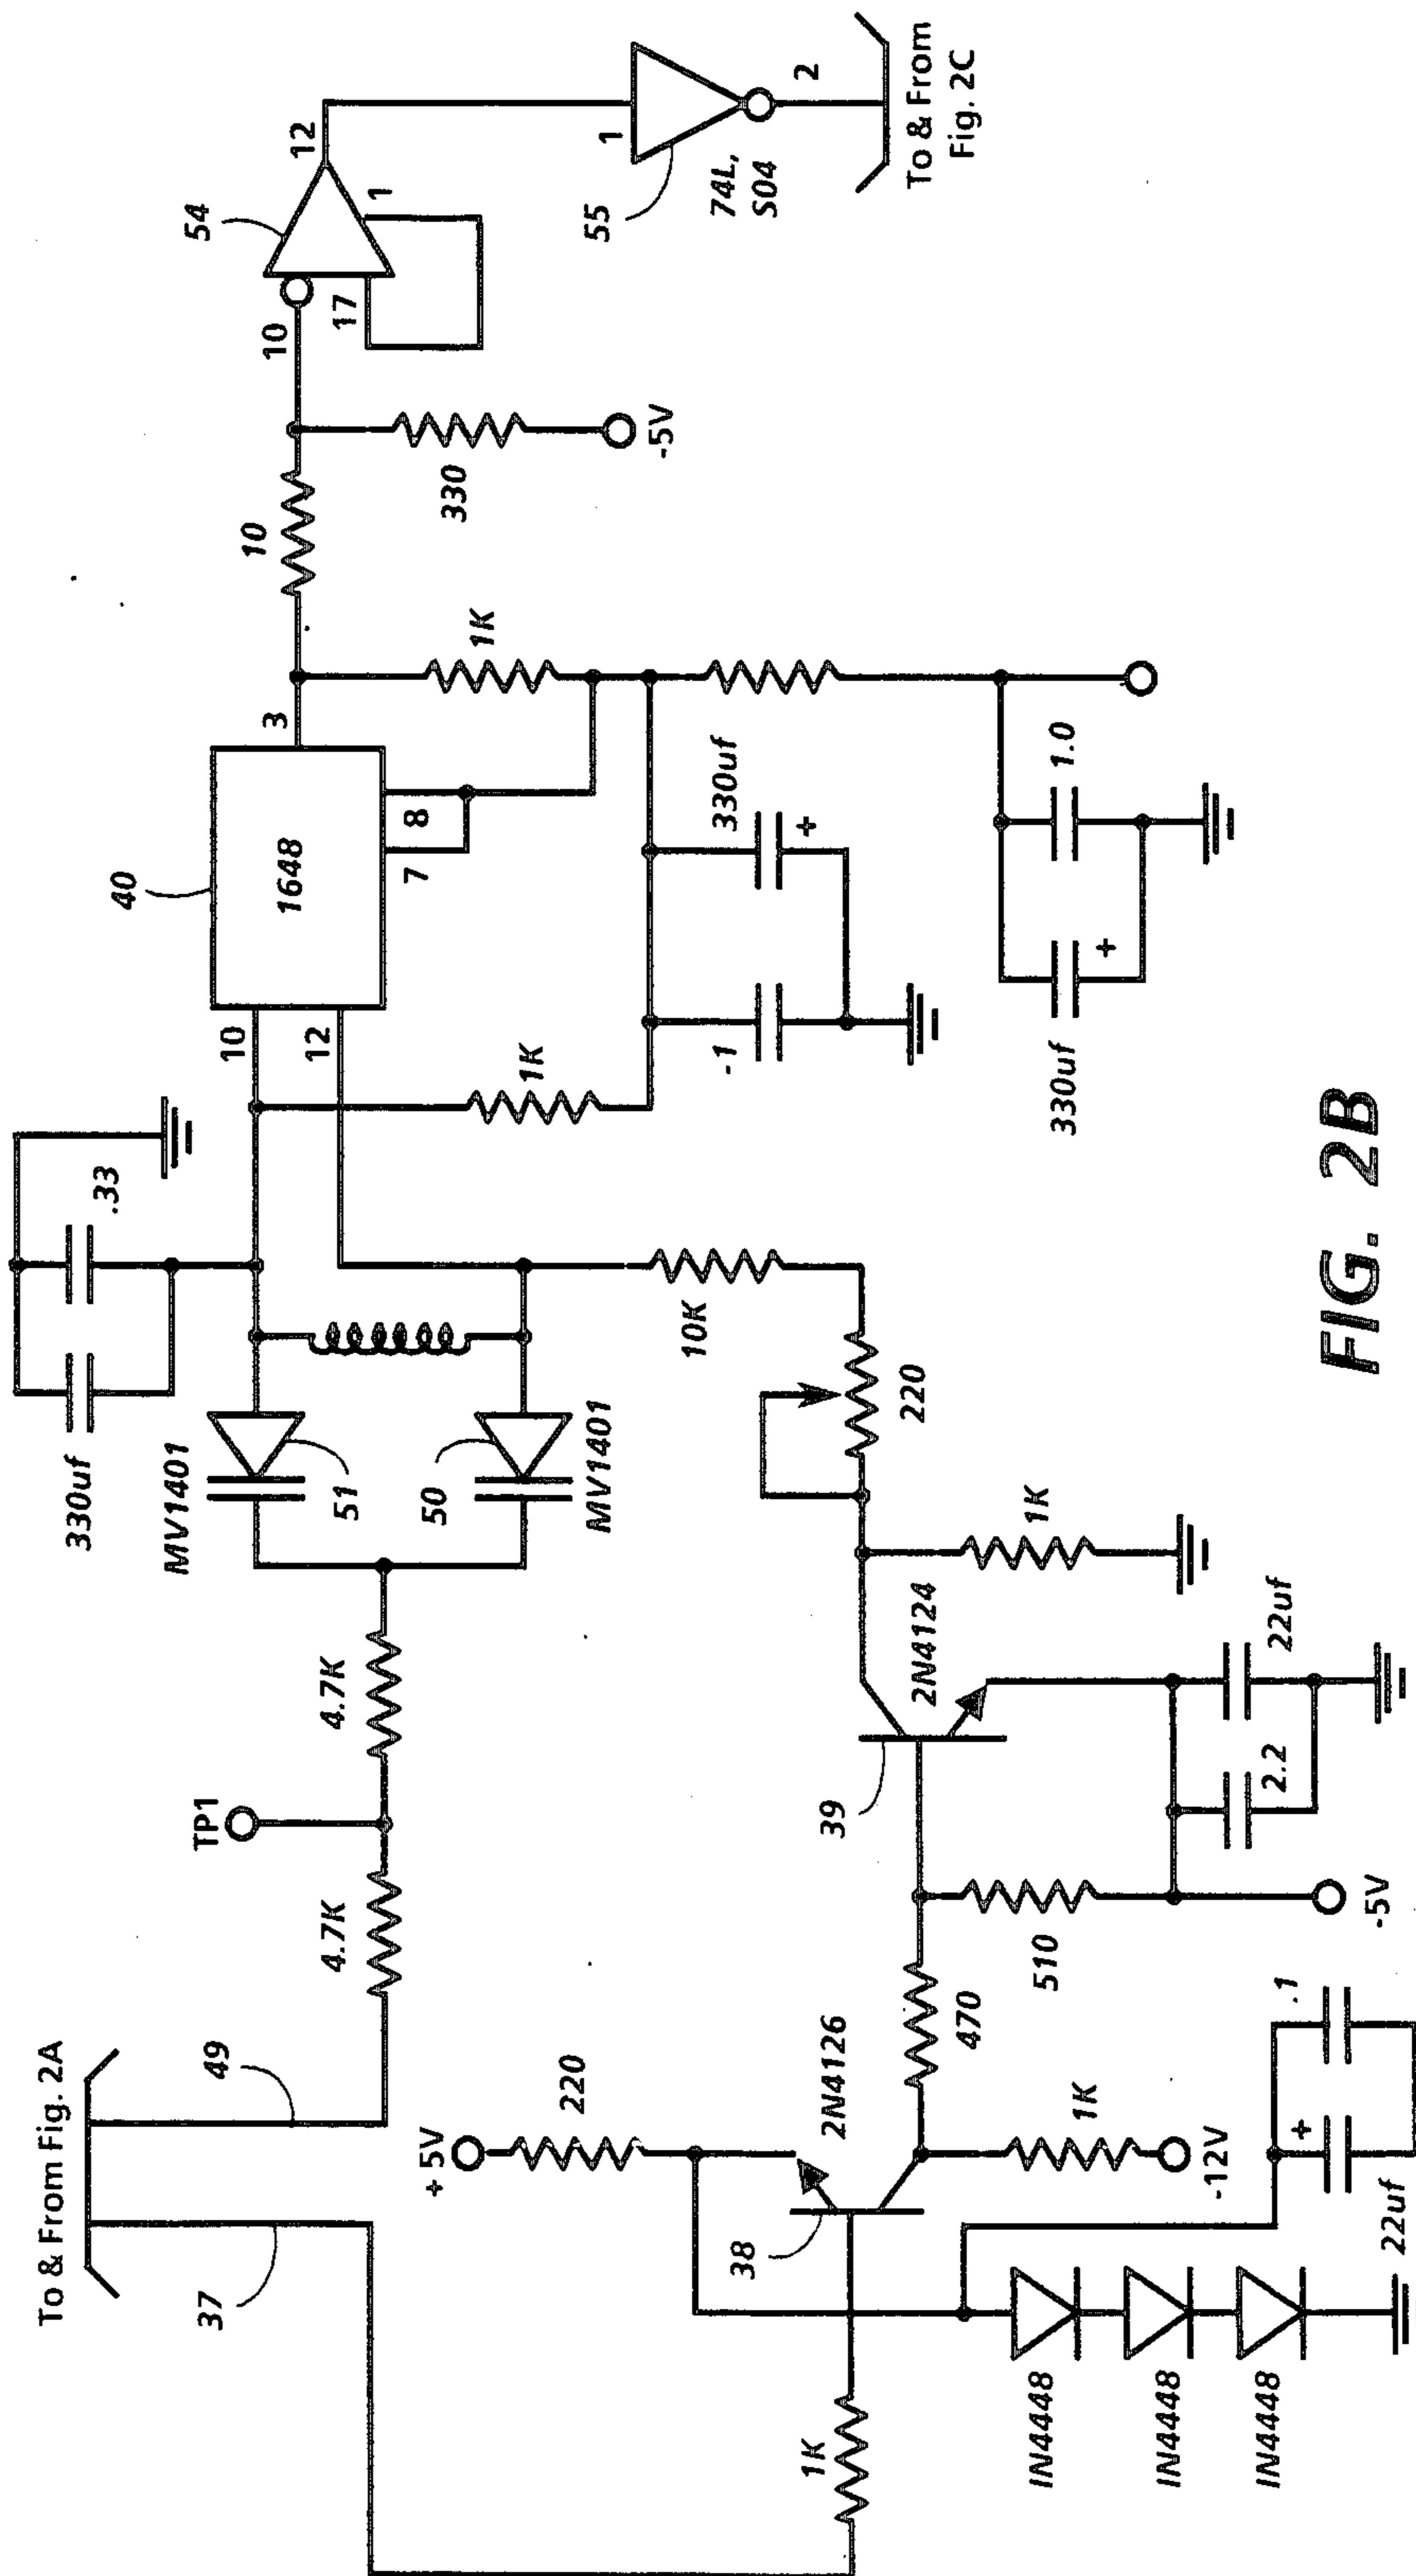 To & From Fig. 2A
37
49
4.7K
TP1
4.7K
330uf
.33
MV1401
51
50
MV1401
10
12
40
1648
7
8
3
1K
1K
10
330
-5V
10
17
1
12
54
1
55
74L,
S04
2
To & From
Fig. 2C
-1
330uf
330uf
1.0
10K
220
1K
2N4124
39
22uf
2.2
510
-5V
470
+5V
220
2N4126
38
1K
-12V
1K
.1
+
22uf
+
+
IN4448
IN4448
IN4448
FIG. 2B